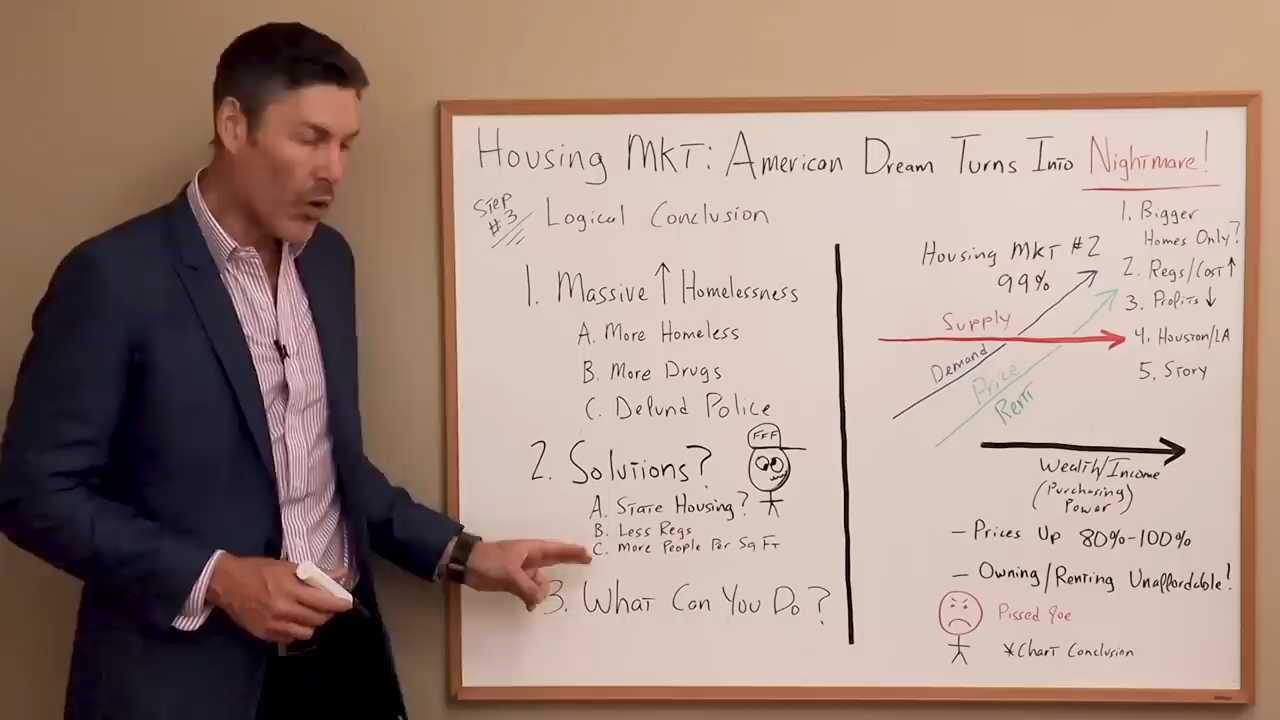 Housing Mkt: American Dream Turns Into Nightmare!
Step #3
Logical Conclusion
1. Massive ↑ Homelessness
A. More Homeless
B. More Drugs
C. Defund Police
2. Solutions?
FFF
A. State Housing?
B. Less Regs
C. More People Per Sq Ft
3. What Can You Do?
Housing Mkt #2
99%
Supply
Demand
Price
Rent
1. Bigger
Homes Only?
2. Regs/Cost ↑
3. Profits ↓
4. Houston/LA
5. Story
Wealth/Income
(Purchasing
Power)
- Prices Up 80%-100%
- Owning/Renting Unaffordable!
Pissed Joe
*Chart Conclusion